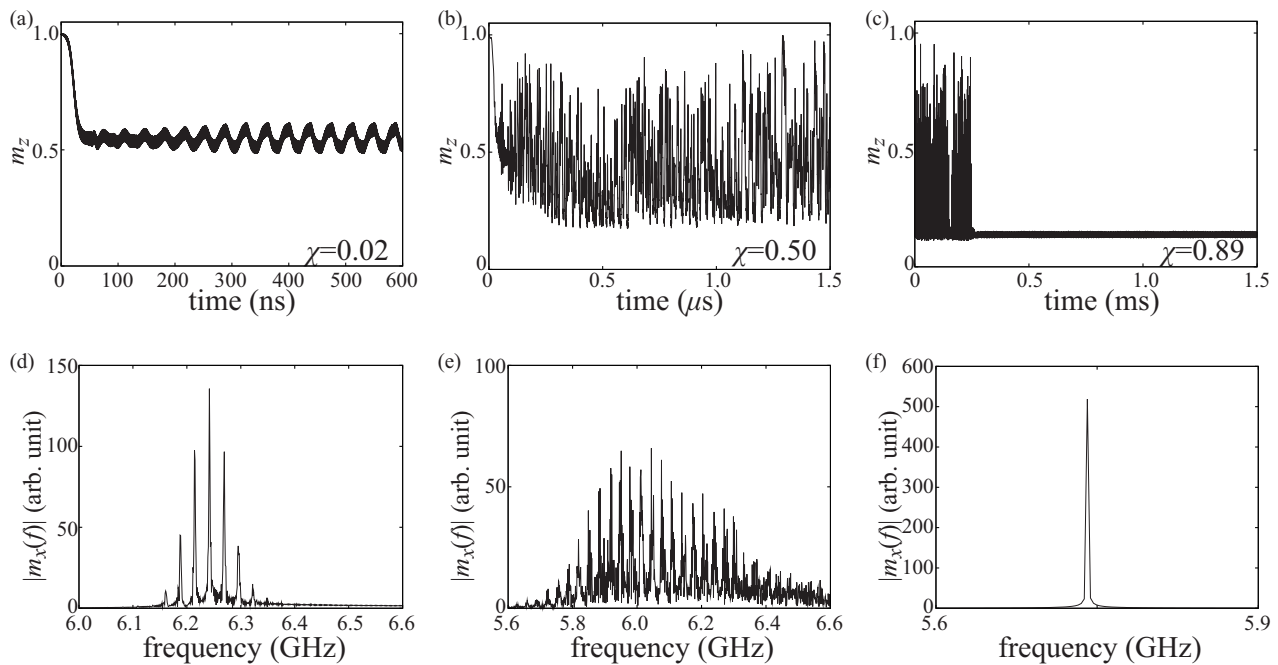 (a)
1.0
0.5
0
m_z
χ=0.02
0 100 200 300 400 500 600
time (ns)
(b)
1.0
0.5
0
m_z
χ=0.50
0 0.5 1.0 1.5
time (μs)
(c)
1.0
0.5
0
m_z
χ=0.89
0 0.5 1.0 1.5
time (ms)
(d)
150
100
50
0
|m_x(f)| (arb. unit)
6.0 6.1 6.2 6.3 6.4 6.5 6.6
frequency (GHz)
(e)
100
50
0
|m_x(f)| (arb. unit)
5.6 5.8 6.0 6.2 6.4 6.6
frequency (GHz)
(f)
600
500
400
300
200
100
0
|m_x(f)| (arb. unit)
5.6 5.9
frequency (GHz)